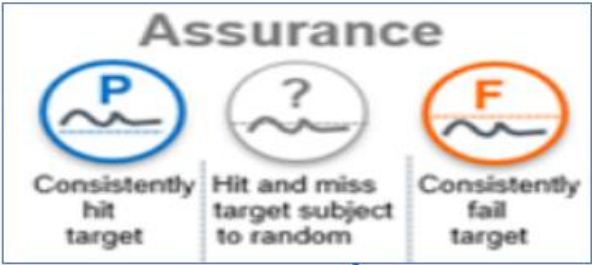 Assurance
P
?
F
Consistently
hit
target
Hit and miss
target subject
to random
Consistently
fail
target